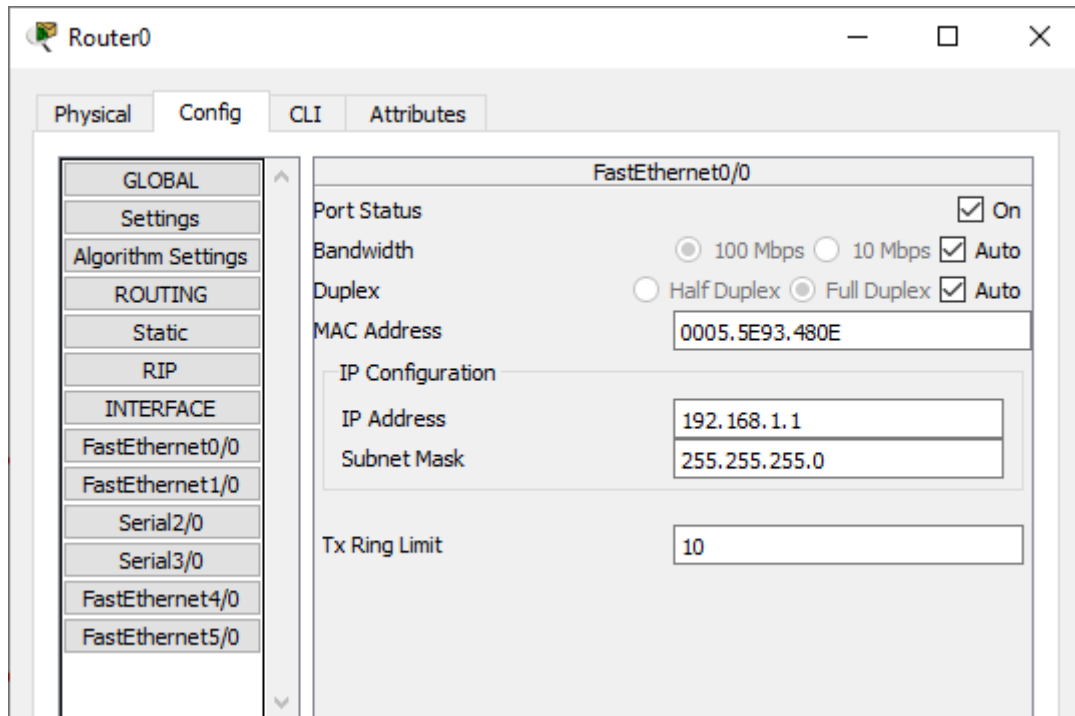 Router0
Physical Config CLI Attributes
GLOBAL
Settings
Algorithm Settings
ROUTING
Static
RIP
INTERFACE
FastEthernet0/0
FastEthernet1/0
Serial2/0
Serial3/0
FastEthernet4/0
FastEthernet5/0
FastEthernet0/0
Port Status On
Bandwidth 100 Mbps 10 Mbps Auto
Duplex Half Duplex Full Duplex Auto
MAC Address 0005.5E93.480E
IP Configuration
IP Address 192.168.1.1
Subnet Mask 255.255.255.0
Tx Ring Limit 10